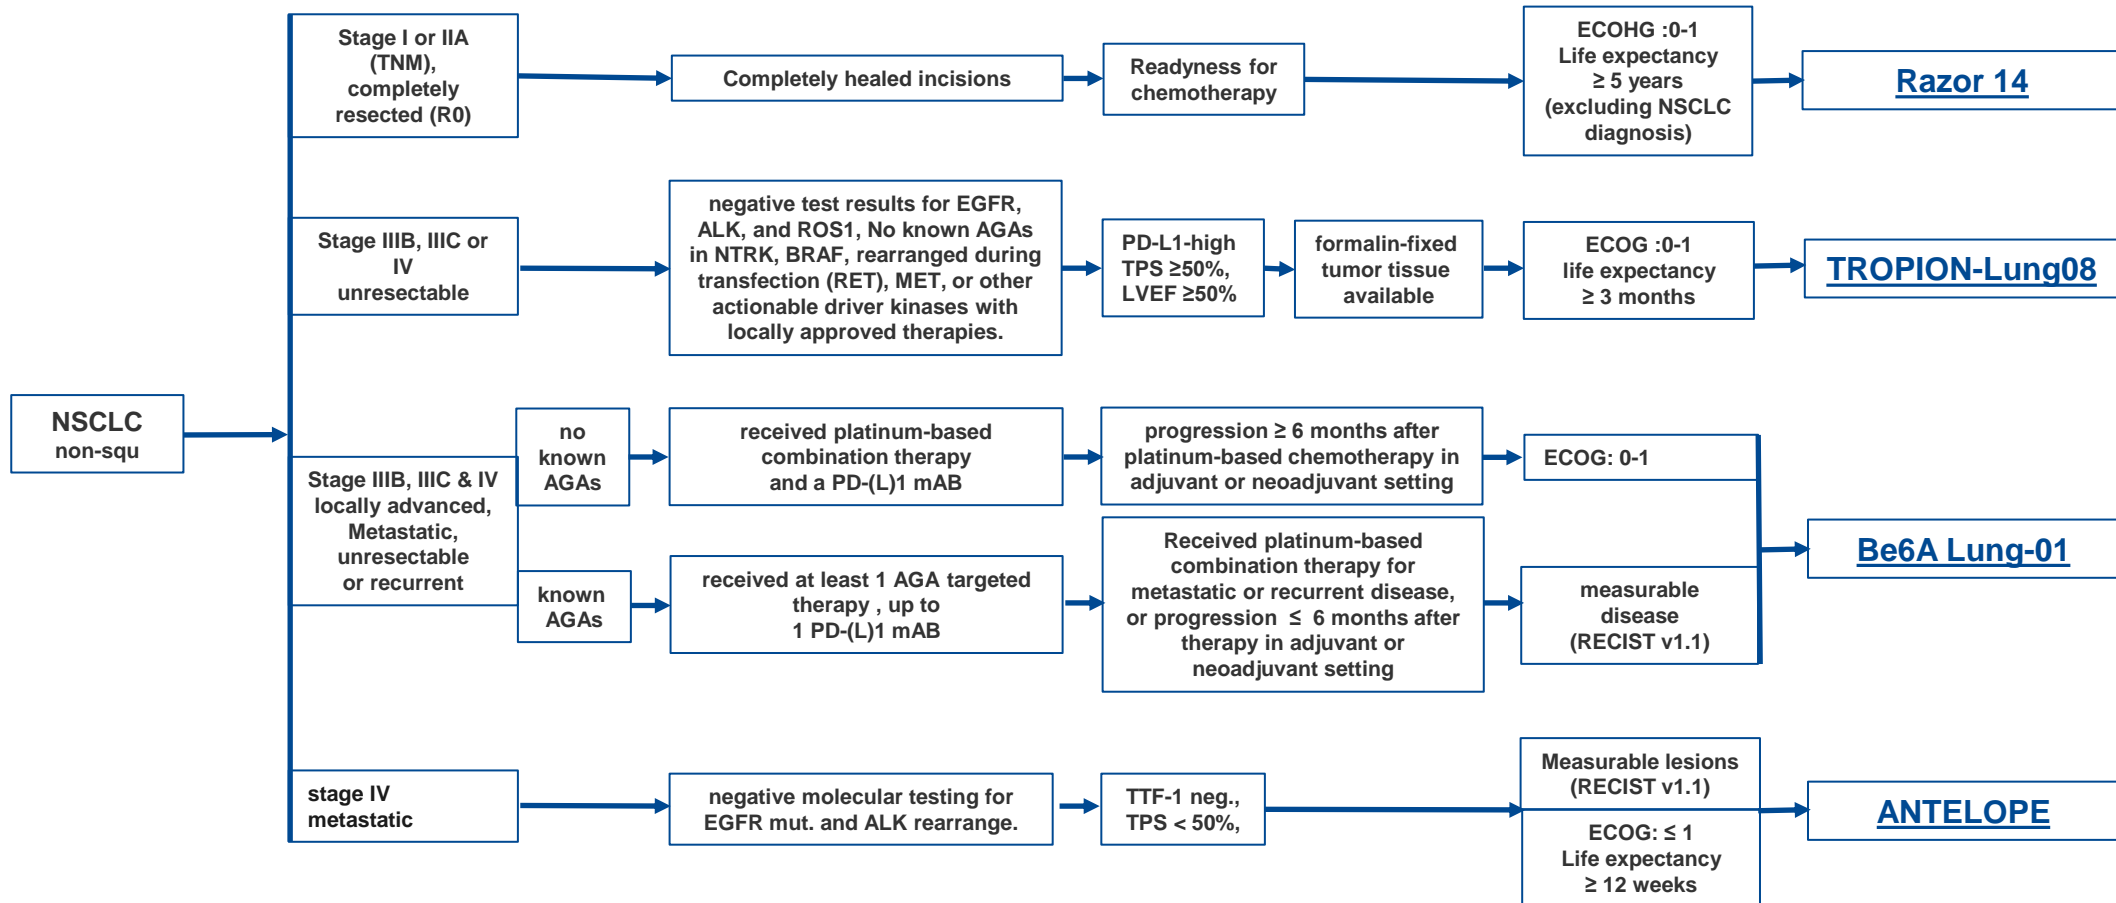 NSCLC
non-squ
Stage I or IIA
(TNM),
completely
resected (R0)
Completely healed incisions
Readyness for
chemotherapy
ECOHG :0-1
Life expectancy
≥ 5 years
(excluding NSCLC
diagnosis)
Razor 14
Stage IIIB, IIIC or
IV
unresectable
negative test results for EGFR,
ALK, and ROS1, No known AGAs
in NTRK, BRAF, rearranged during
transfection (RET), MET, or other
actionable driver kinases with
locally approved therapies.
PD-L1-high
TPS ≥50%,
LVEF ≥50%
formalin-fixed
tumor tissue
available
ECOG :0-1
life expectancy
≥ 3 months
TROPION-Lung08
Stage IIIB, IIIC & IV
locally advanced,
Metastatic,
unresectable
or recurrent
no
known
AGAs
received platinum-based
combination therapy
and a PD-(L)1 mAB
progression ≥ 6 months after
platinum-based chemotherapy in
adjuvant or neoadjuvant setting
ECOG: 0-1
known
AGAs
received at least 1 AGA targeted
therapy , up to
1 PD-(L)1 mAB
Received platinum-based
combination therapy for
metastatic or recurrent disease,
or progression ≤ 6 months after
therapy in adjuvant or
neoadjuvant setting
measurable
disease
(RECIST v1.1)
Be6A Lung-01
stage IV
metastatic
negative molecular testing for
EGFR mut. and ALK rearrange.
TTF-1 neg.,
TPS < 50%,
Measurable lesions
(RECIST v1.1)
ECOG: ≤ 1
Life expectancy
≥ 12 weeks
ANTELOPE